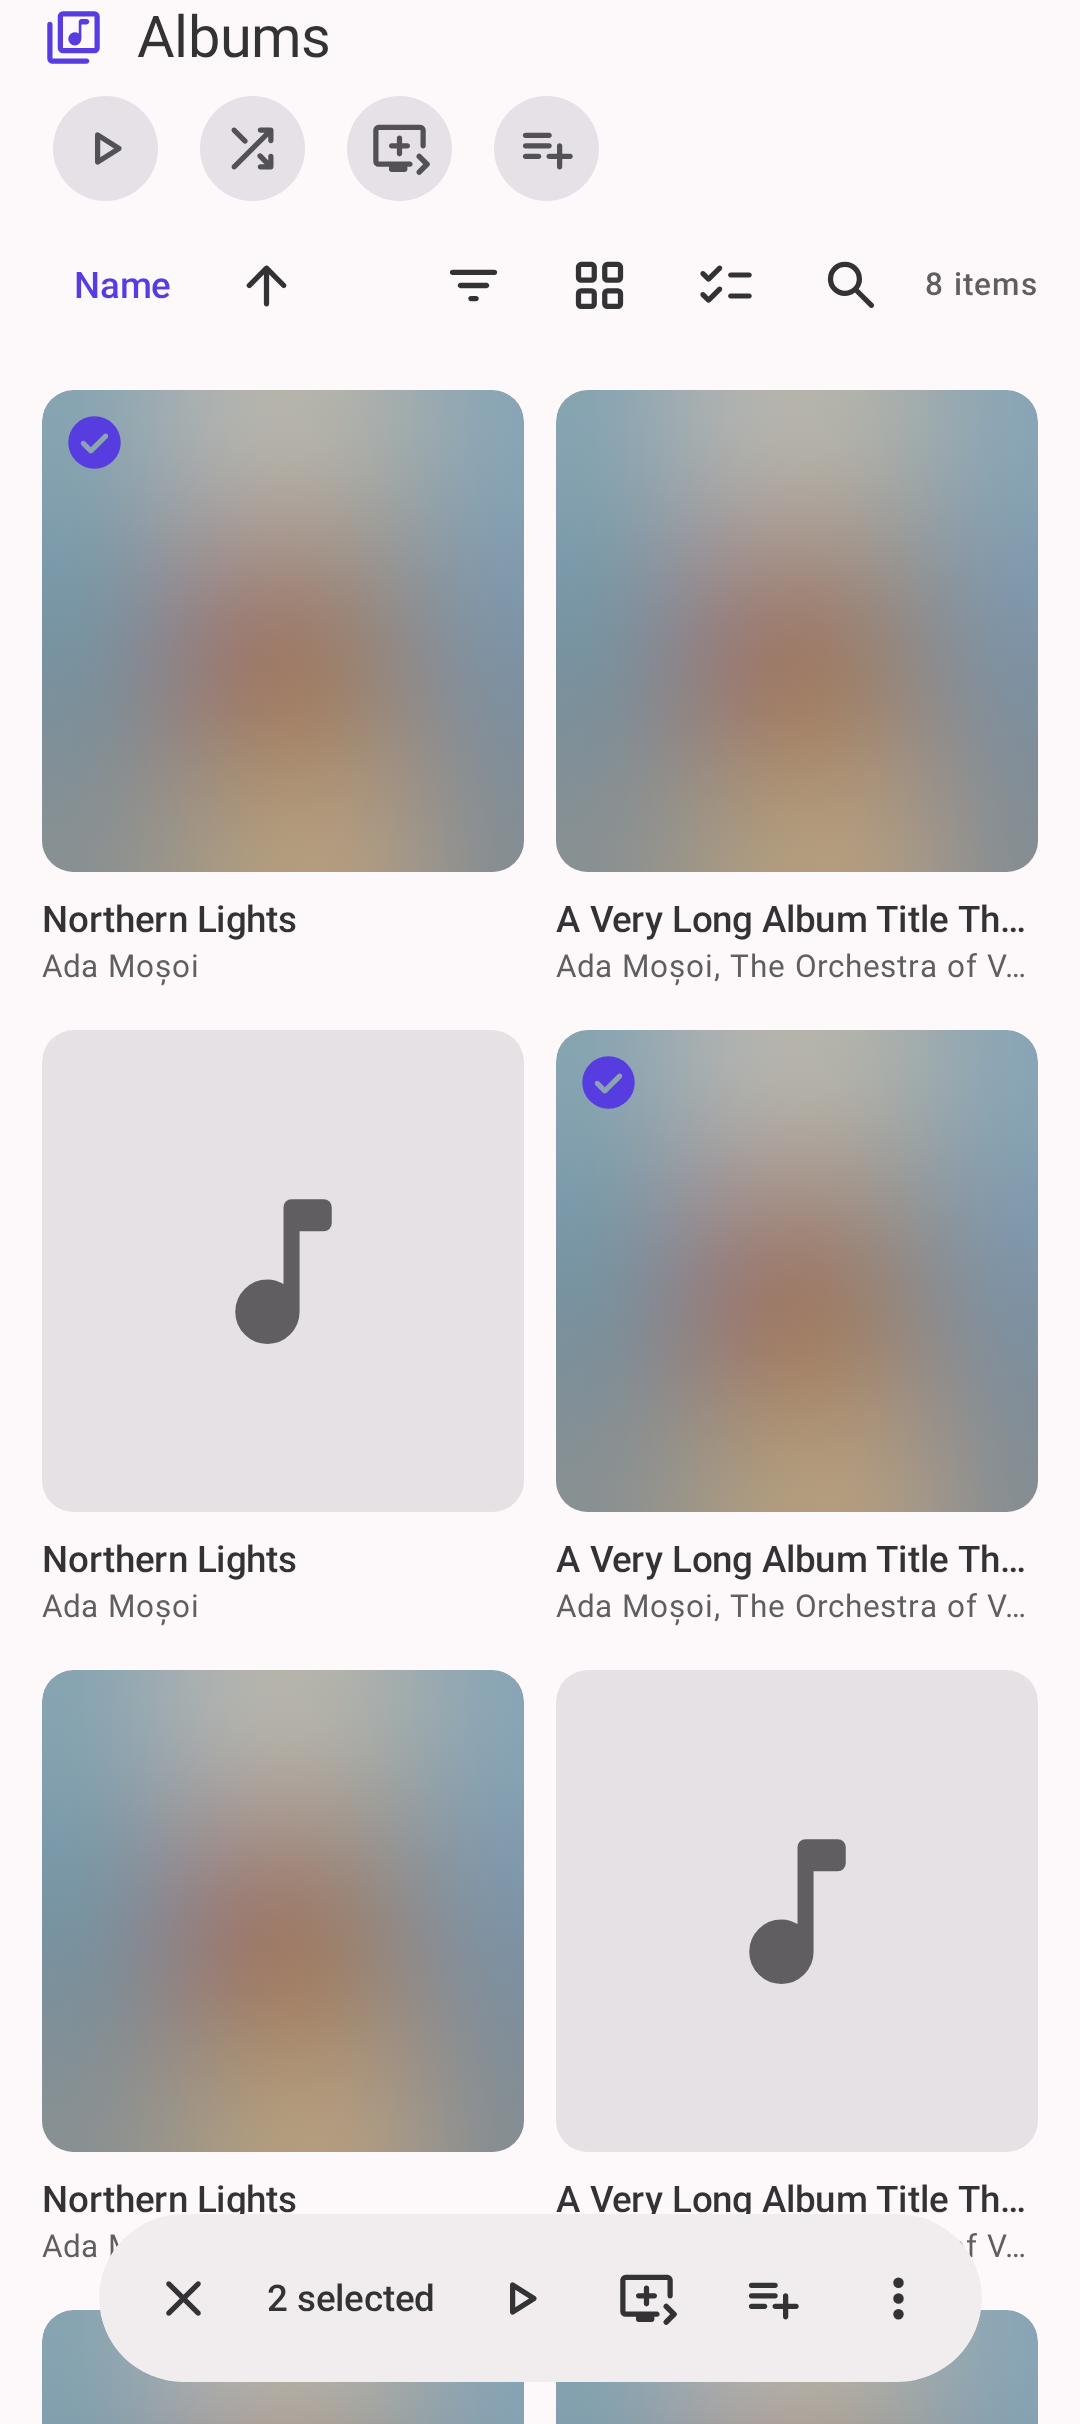 Albums
Name
8 items
Northern Lights
Ada Moșoi
A Very Long Album Title Th…
Ada Moșoi, The Orchestra of V…
Northern Lights
Ada Moșoi
A Very Long Album Title Th…
Ada Moșoi, The Orchestra of V…
Northern Lights
Ada
A Very Long Album Title Th…
V…
2 selected